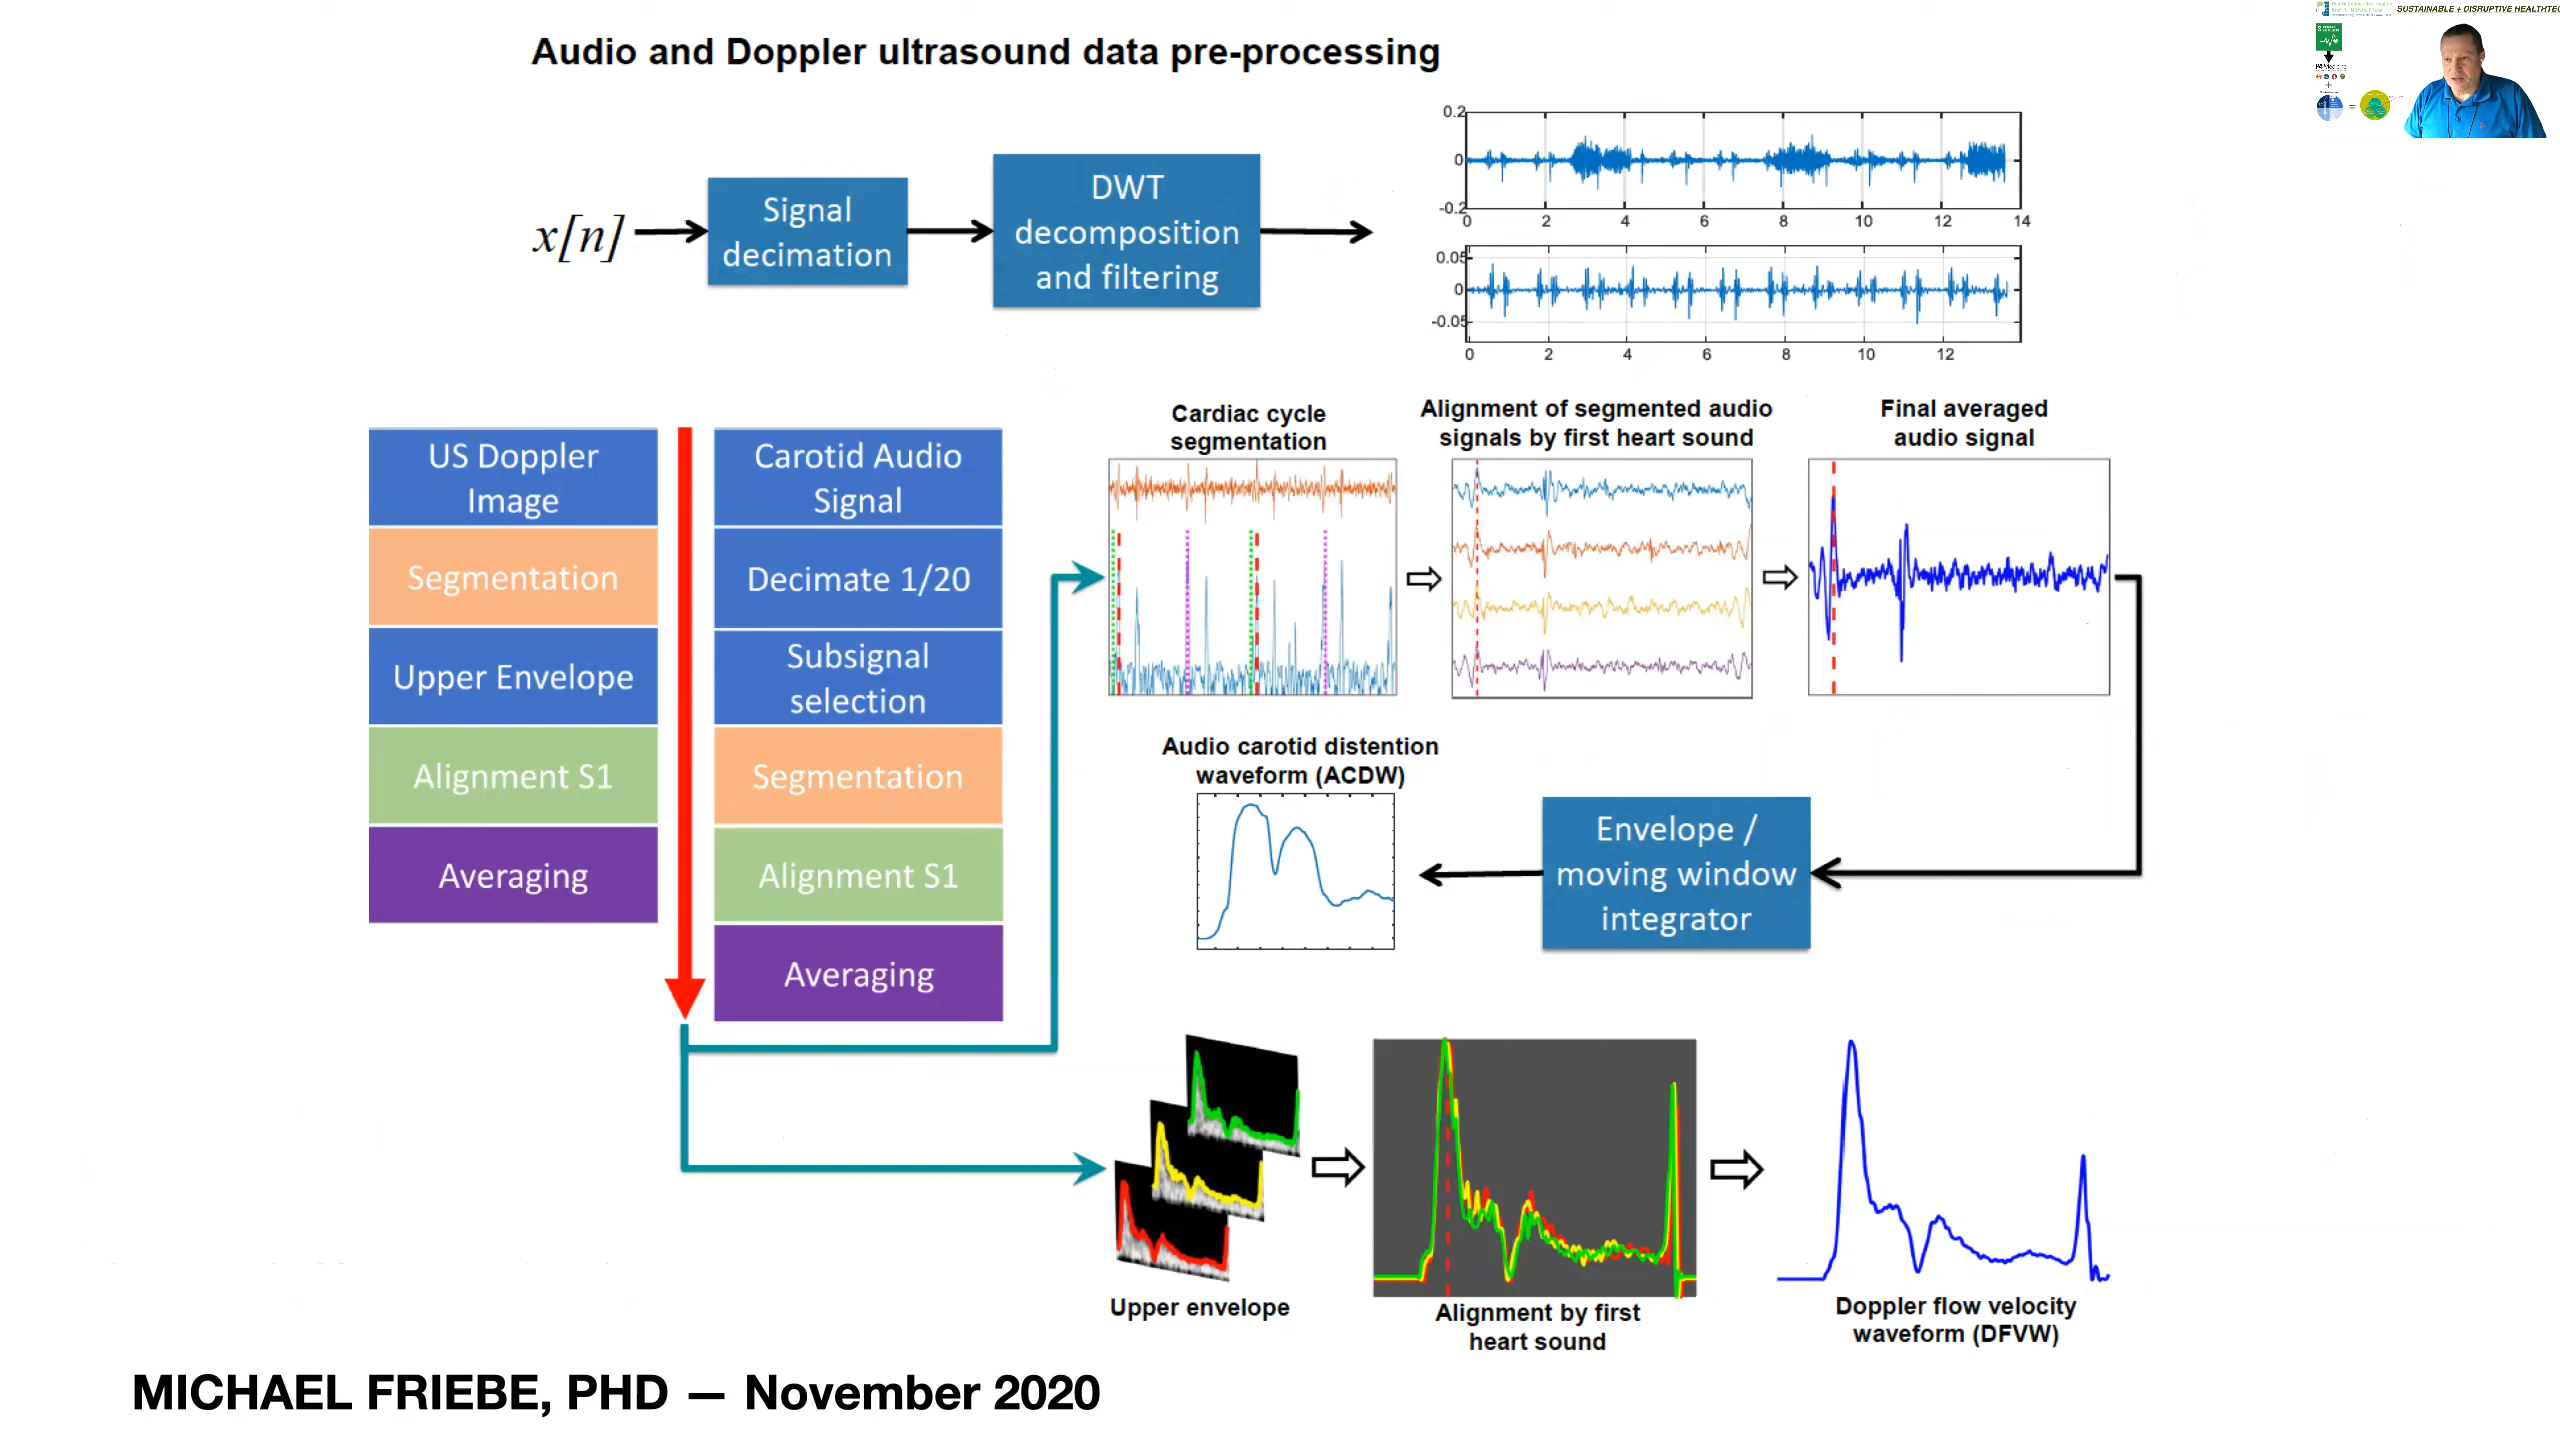 Audio and Doppler ultrasound data pre-processing
SUSTAINABLE + DISRUPTIVE HEALTHTEC
x[n]
Signal
decimation
DWT
decomposition
and filtering
0.2
0
-0.2
0 2 4 6 8 10 12 14
0.05
0
-0.05
0 2 4 6 8 10 12
US Doppler
Image
Segmentation
Upper Envelope
Alignment S1
Averaging
Carotid Audio
Signal
Decimate 1/20
Subsignal
selection
Segmentation
Alignment S1
Averaging
Cardiac cycle
segmentation
Alignment of segmented audio
signals by first heart sound
Final averaged
audio signal
Audio carotid distention
waveform (ACDW)
Envelope /
moving window
integrator
Upper envelope
Alignment by first
heart sound
Doppler flow velocity
waveform (DFVW)
MICHAEL FRIEBE, PHD — November 2020